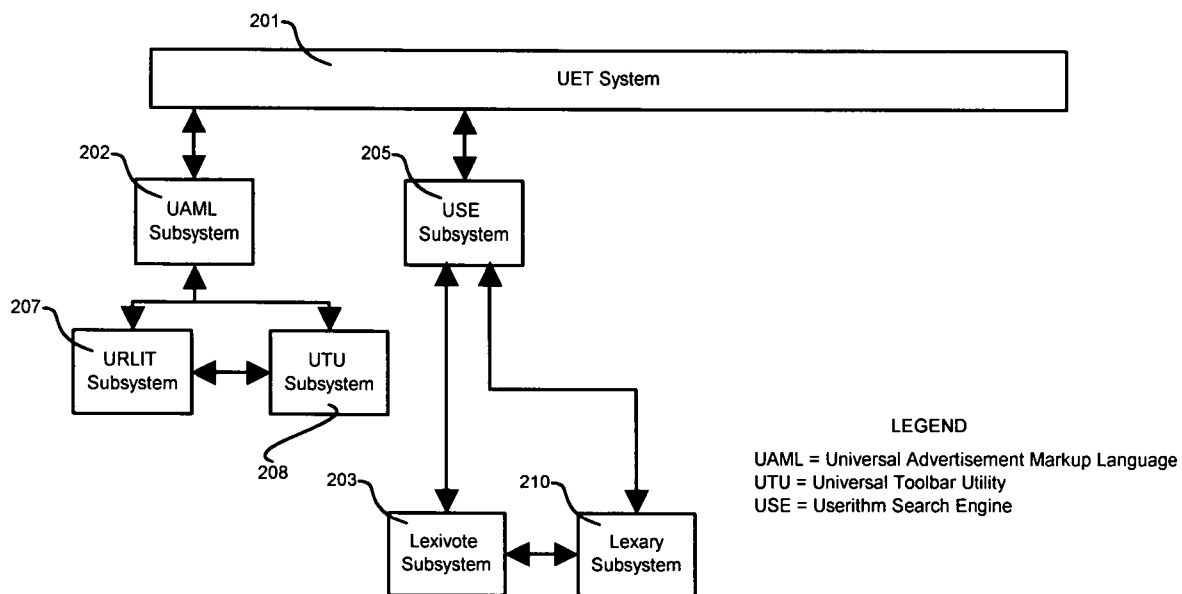 201
UET System
202
205
UAML
Subsystem
USE
Subsystem
207
URLIT
Subsystem
UTU
Subsystem
208
203
210
Lexivote
Subsystem
Lexary
Subsystem
LEGEND
UAML = Universal Advertisement Markup Language
UTU = Universal Toolbar Utility
USE = Userithm Search Engine